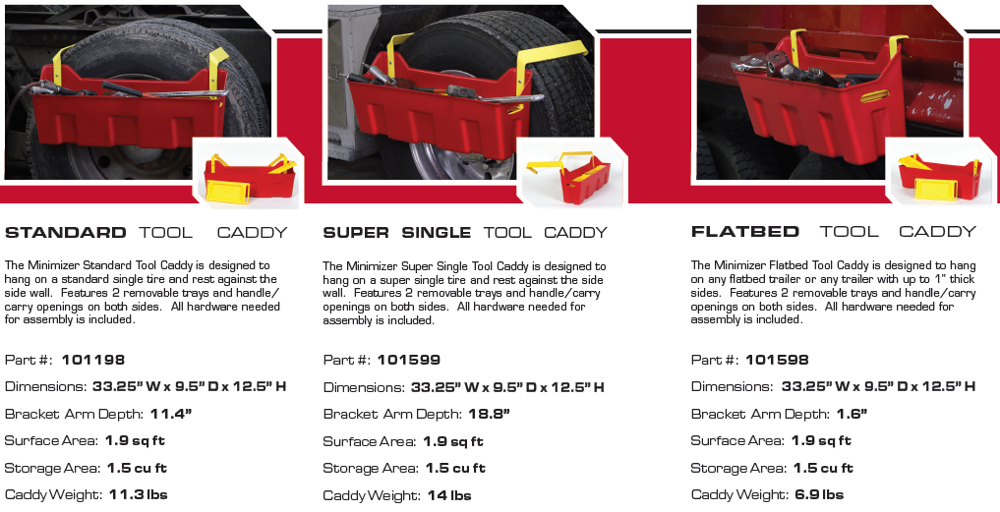 STANDARD TOOL CADDY
The Minimizer Standard Tool Caddy is designed to
hang on a standard single tire and rest against the
side wall. Features 2 removable trays and handle/
carry openings on both sides. All hardware needed
for assembly is included.
Part #: 101198
Dimensions: 33.25" W x 9.5" D x 12.5" H
Bracket Arm Depth: 11.4"
Surface Area: 1.9 sq ft
Storage Area: 1.5 cu ft
Caddy Weight: 11.3 lbs
SUPER SINGLE TOOL CADDY
The Minimizer Super Single Tool Caddy is designed to
hang on a super single tire and rest against the side
wall. Features 2 removable trays and handle/carry
openings on both sides. All hardware needed for
assembly is included.
Part #: 101599
Dimensions: 33.25" W x 9.5" D x 12.5" H
Bracket Arm Depth: 18.8"
Surface Area: 1.9 sq ft
Storage Area: 1.5 cu ft
Caddy Weight: 14 lbs
FLATBED TOOL CADDY
The Minimizer Flatbed Tool Caddy is designed to hang
on any flatbed trailer or any trailer with up to 1" thick
sides. Features 2 removable trays and handle/carry
openings on both sides. All hardware needed for
assembly is included.
Part #: 101598
Dimensions: 33.25" W x 9.5" D x 12.5" H
Bracket Arm Depth: 1.6"
Surface Area: 1.9 sq ft
Storage Area: 1.5 cu ft
Caddy Weight: 6.9 lbs